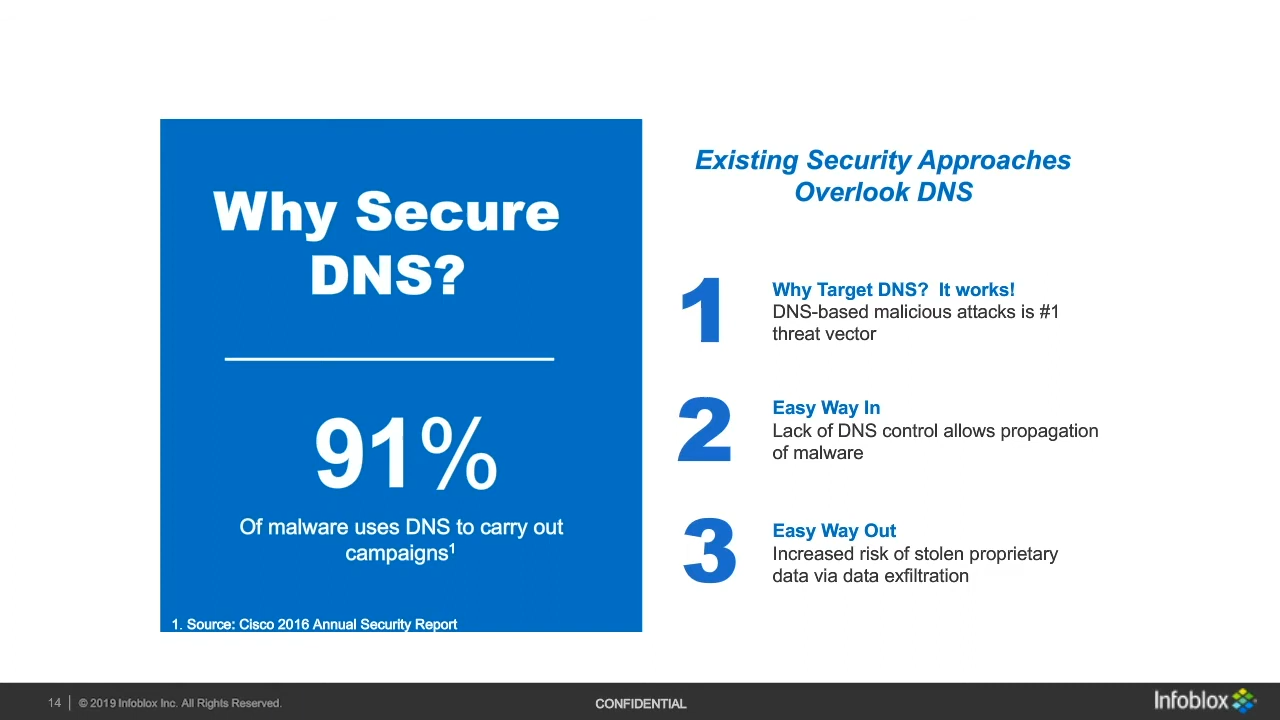 Why Secure
DNS?
91%
Of malware uses DNS to carry out
campaigns¹
1. Source: Cisco 2016 Annual Security Report
Existing Security Approaches
Overlook DNS
1
Why Target DNS?  It works!
DNS-based malicious attacks is #1
threat vector
2
Easy Way In
Lack of DNS control allows propagation
of malware
3
Easy Way Out
Increased risk of stolen proprietary
data via data exfiltration
14 | © 2019 Infoblox Inc. All Rights Reserved.
CONFIDENTIAL
Infoblox